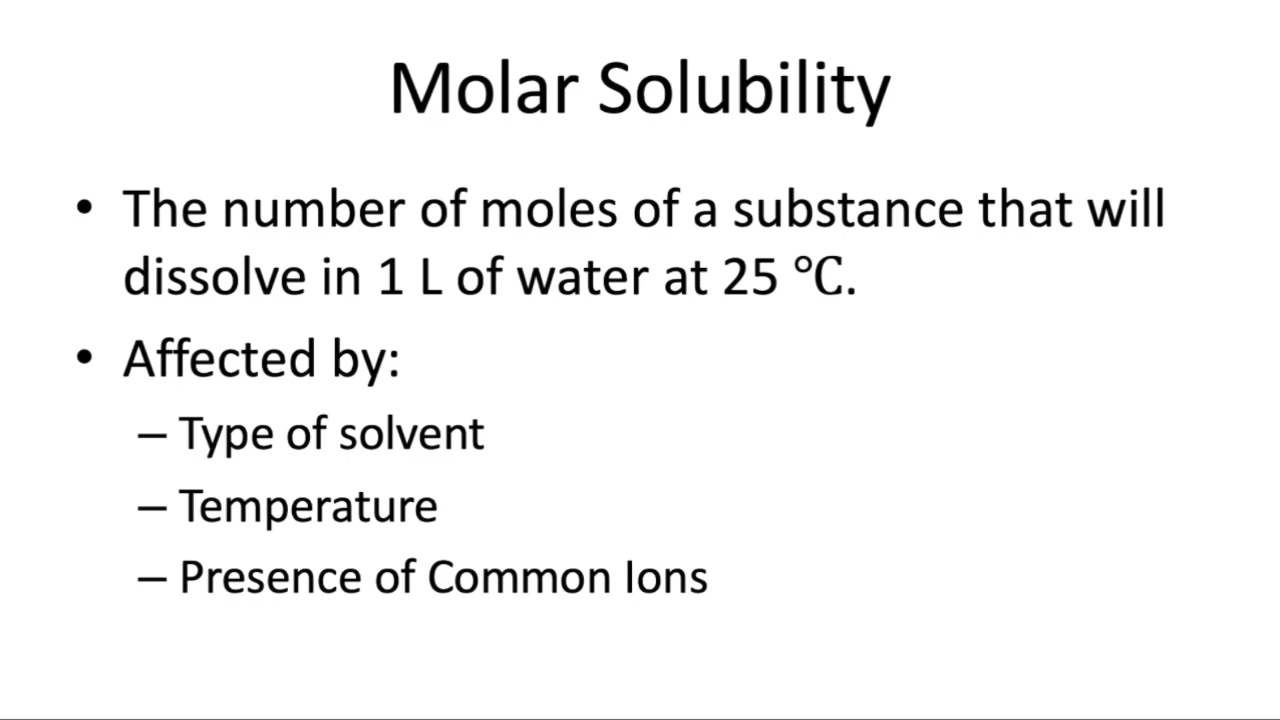 Molar Solubility
• The number of moles of a substance that will
dissolve in 1 L of water at 25 ℃.
• Affected by:
– Type of solvent
– Temperature
– Presence of Common Ions